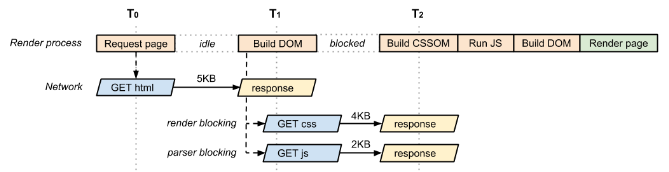 T0 T1 T2
Render process Request page idle Build DOM blocked Build CSSOM Run JS Build DOM Render page
Network GET html 5KB response
render blocking GET css 4KB response
parser blocking GET js 2KB response